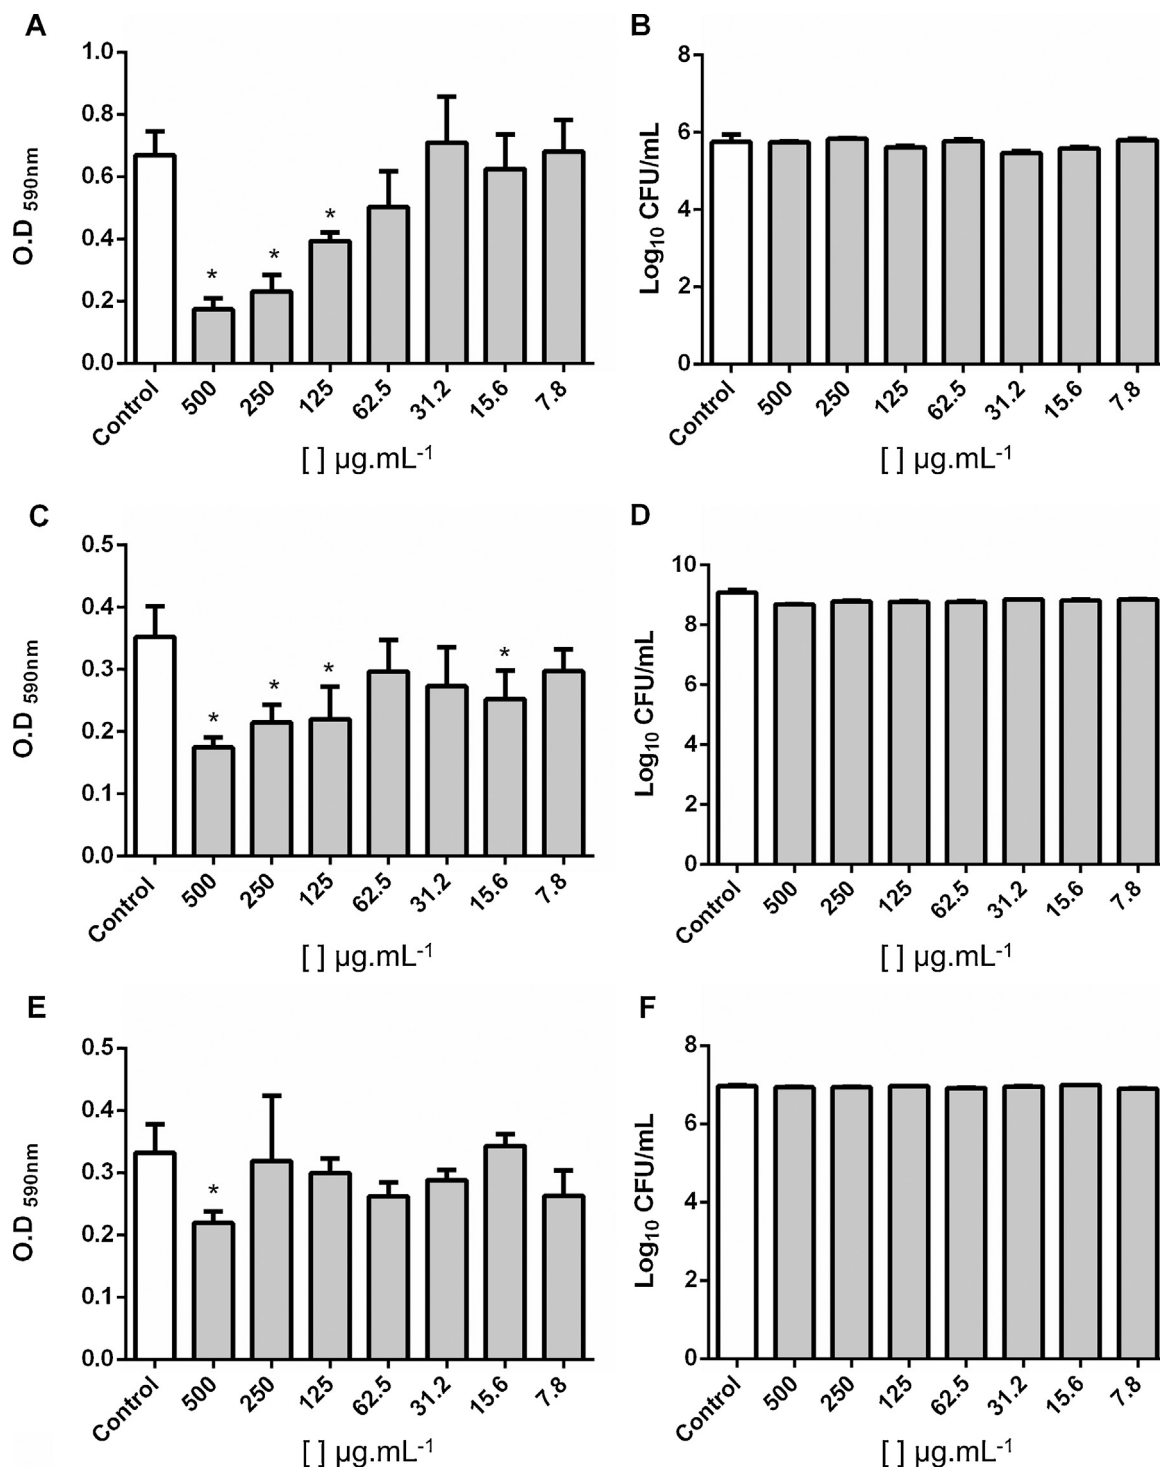 A
1.0
0.8
0.6
0.4
0.2
0.0
O.D 590nm
* * *
Control 500 250 125 62.5 31.2 15.6 7.8
[ ] µg.mL-1
B
8
6
4
2
0
Log10 CFU/mL
Control 500 250 125 62.5 31.2 15.6 7.8
[ ] µg.mL-1
C
0.5
0.4
0.3
0.2
0.1
0.0
O.D 590nm
* * * *
Control 500 250 125 62.5 31.2 15.6 7.8
[ ] µg.mL-1
D
10
8
6
4
2
0
Log10 CFU/mL
Control 500 250 125 62.5 31.2 15.6 7.8
[ ] µg.mL-1
E
0.5
0.4
0.3
0.2
0.1
0.0
O.D 590nm
*
Control 500 250 125 62.5 31.2 15.6 7.8
[ ] µg.mL-1
F
8
6
4
2
0
Log10 CFU/mL
Control 500 250 125 62.5 31.2 15.6 7.8
[ ] µg.mL-1